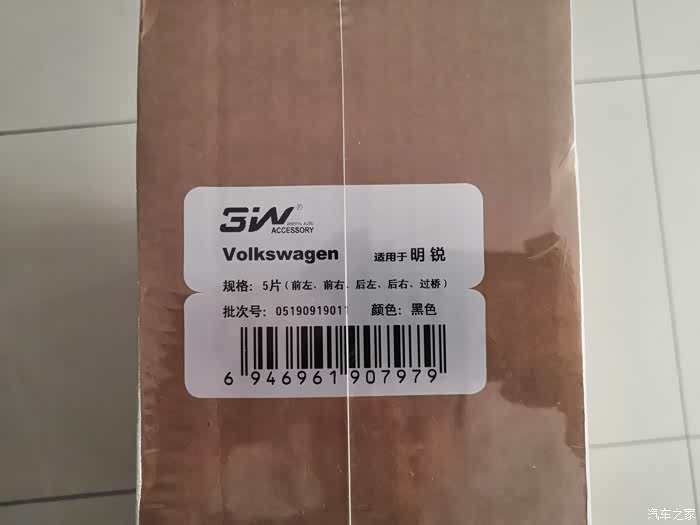 3W®
ACCESSORY
Volkswagen 适用于 明 锐
规格: 5片(前左、前右、后左、后右、过桥)
颜色: 黑色
批次号:
6 946961 907979
汽车之家